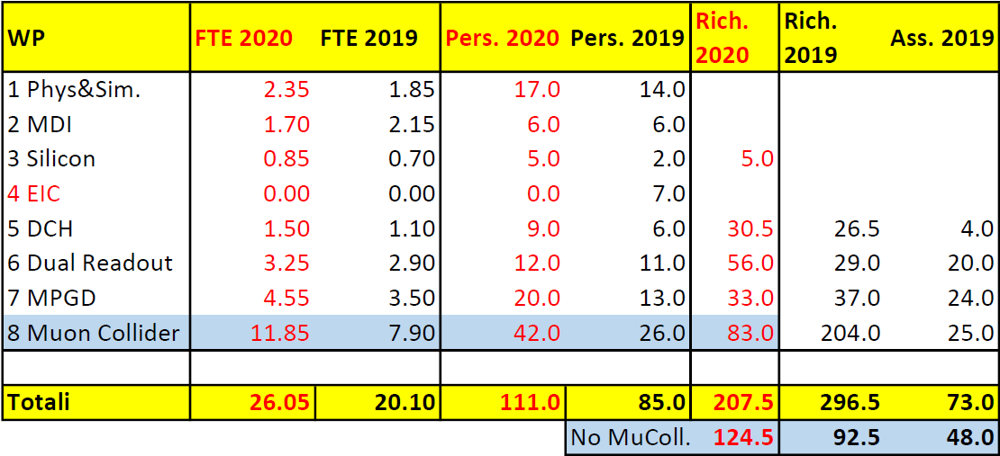 WP FTE 2020 FTE 2019 Pers. 2020 Pers. 2019 Rich. 2020 Rich. 2019 Ass. 2019
1 Phys&Sim. 2.35 1.85 17.0 14.0
2 MDI 1.70 2.15 6.0 6.0
3 Silicon 0.85 0.70 5.0 2.0 5.0
4 EIC 0.00 0.00 0.0 7.0
5 DCH 1.50 1.10 9.0 6.0 30.5 26.5 4.0
6 Dual Readout 3.25 2.90 12.0 11.0 56.0 29.0 20.0
7 MPGD 4.55 3.50 20.0 13.0 33.0 37.0 24.0
8 Muon Collider 11.85 7.90 42.0 26.0 83.0 204.0 25.0
Totali 26.05 20.10 111.0 85.0 207.5 296.5 73.0
No MuColl. 124.5 92.5 48.0